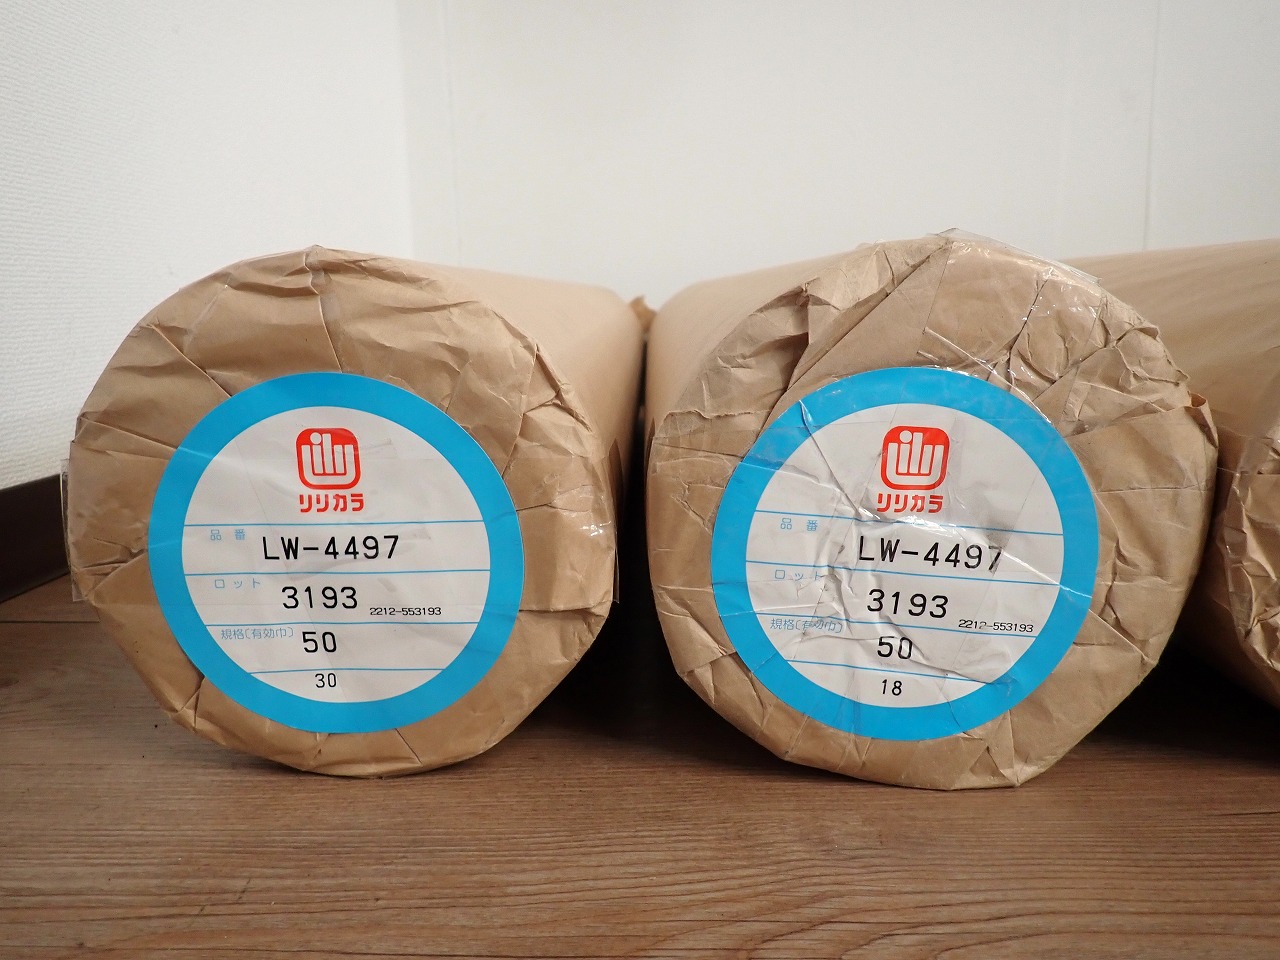 lily
リリカラ
品番
LW-4497
ロット
3193
2212-553193
規格(有効巾)
50
30
lily
リリカラ
品番
LW-4497
ロット
3193
2212-553193
規格(有効巾)
50
18